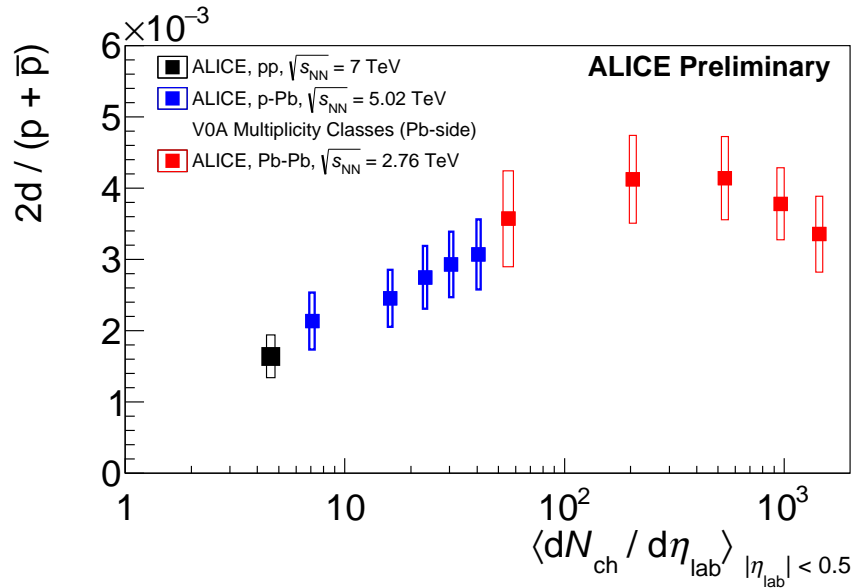 ×10⁻³
ALICE Preliminary
ALICE, pp, √s_NN = 7 TeV
ALICE, p-Pb, √s_NN = 5.02 TeV
V0A Multiplicity Classes (Pb-side)
ALICE, Pb-Pb, √s_NN = 2.76 TeV
2d / (p + p̅)
6
5
4
3
2
1
0
1 10 10² 10³
⟨dN_ch / dη_lab⟩ |η_lab| < 0.5